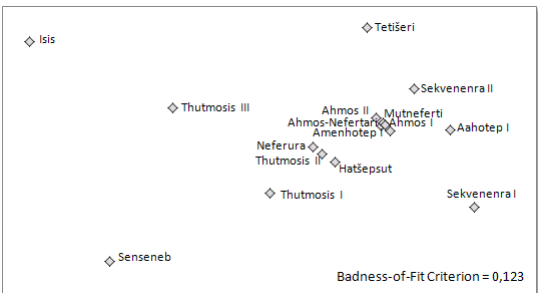 Tetišeri
Isis
Sekvenenra II
Thutmosis III
Ahmos II
Mutneferti
Ahmos-Nefertari
Ahmos I
Amenhotep I
Aahotep I
Neferura
Thutmosis II
Hatšepsut
Thutmosis I
Sekvenenra I
Senseneb
Badness-of-Fit Criterion = 0,123